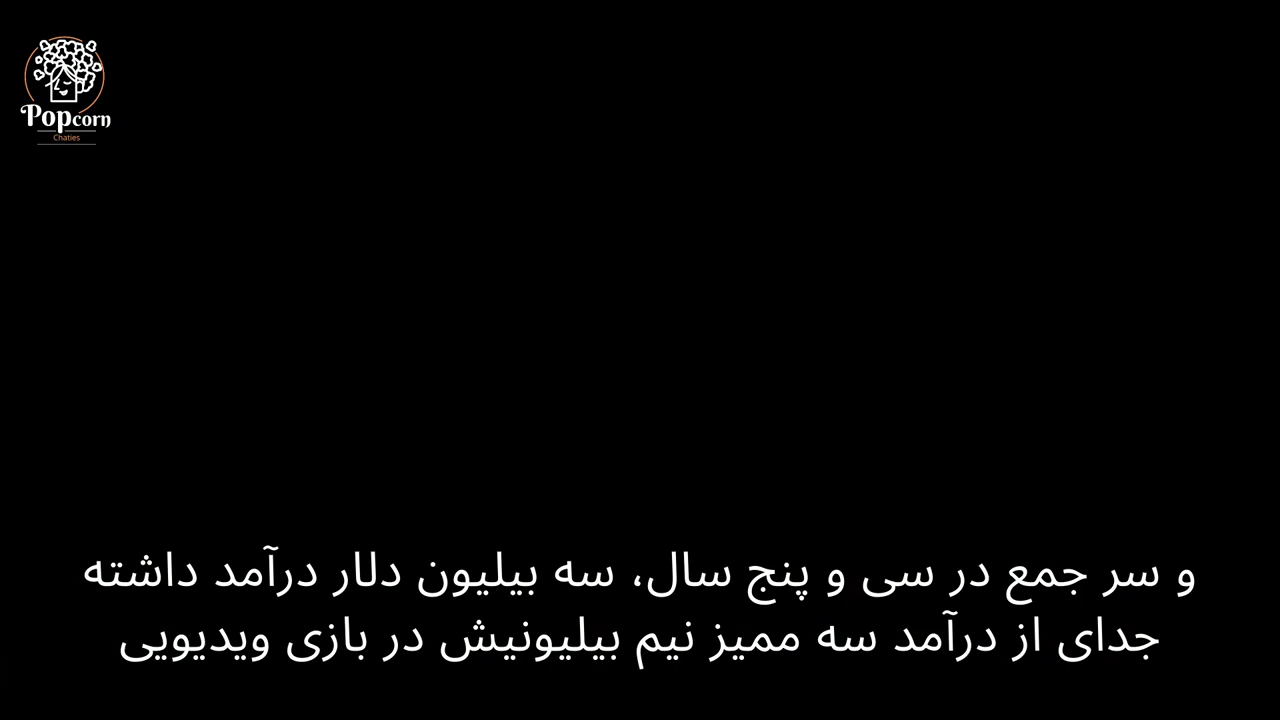 Popcorn
Chaties
و سر جمع در سی و پنج سال، سه بیلیون دلار درآمد داشته
جدای از درآمد سه ممیز نیم بیلیونیش در بازی ویدیویی